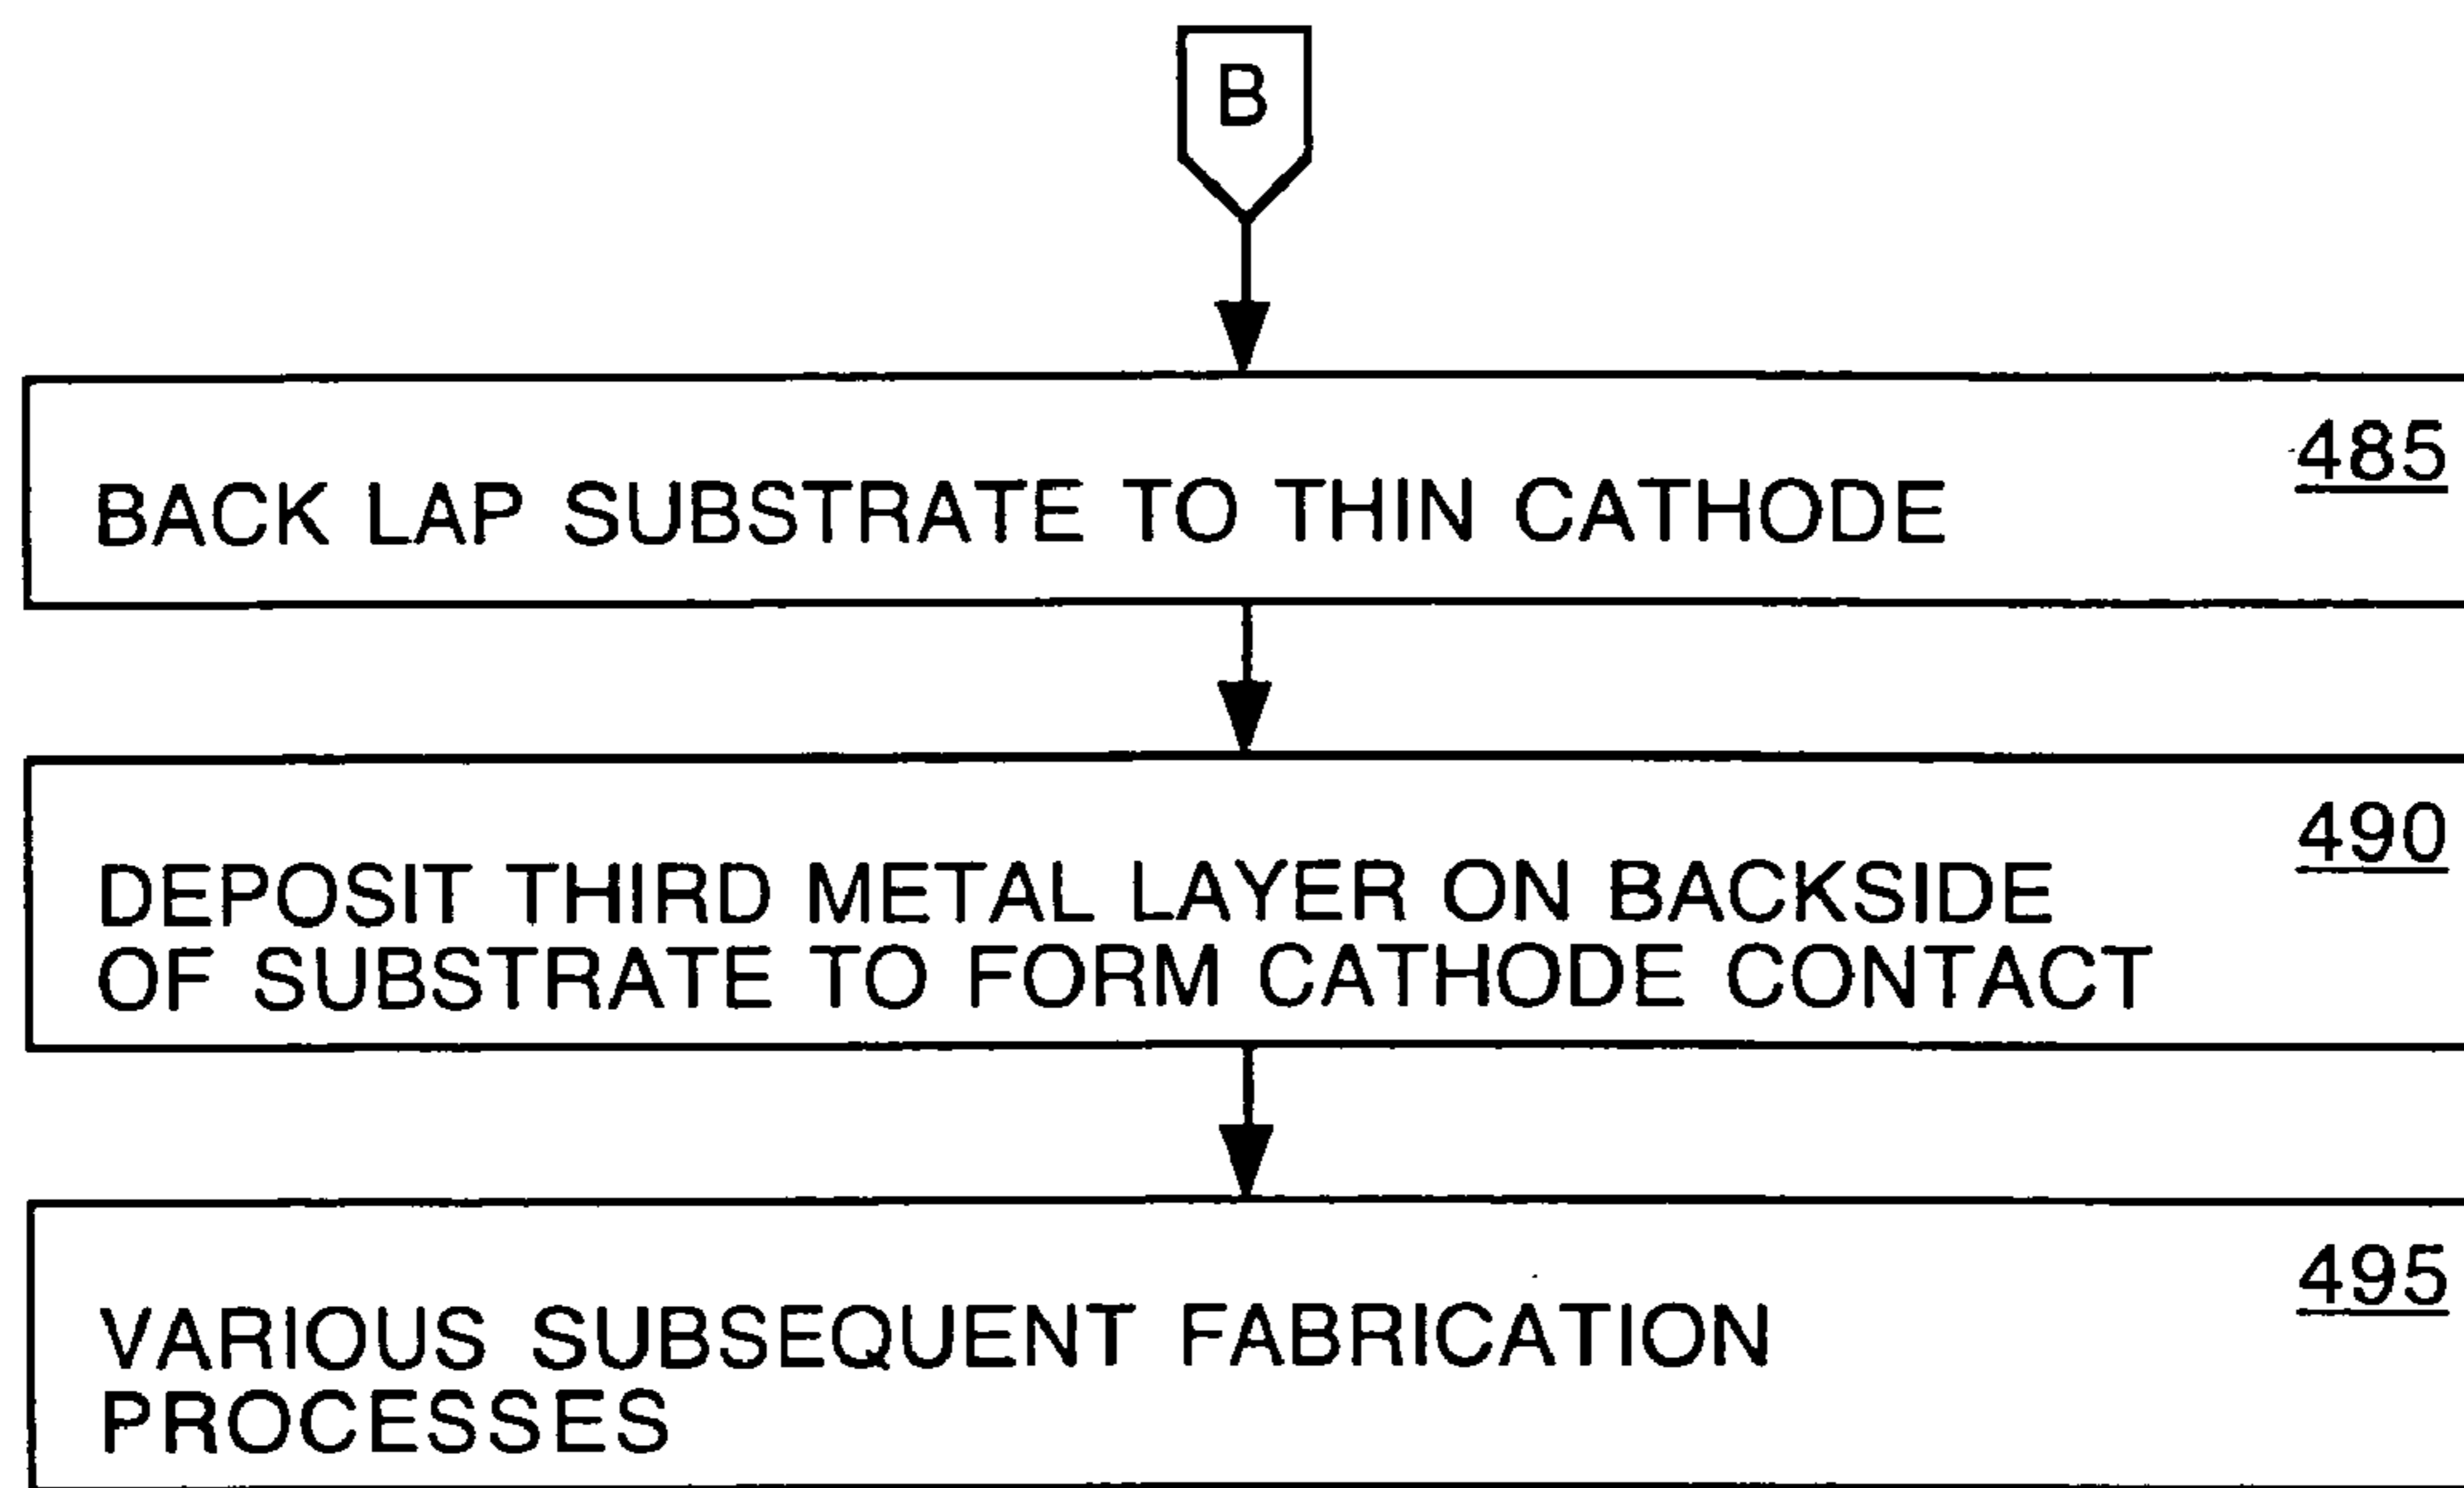 B
485
BACK LAP SUBSTRATE TO THIN CATHODE
490
DEPOSIT THIRD METAL LAYER ON BACKSIDE
OF SUBSTRATE TO FORM CATHODE CONTACT
495
VARIOUS SUBSEQUENT FABRICATION
PROCESSES